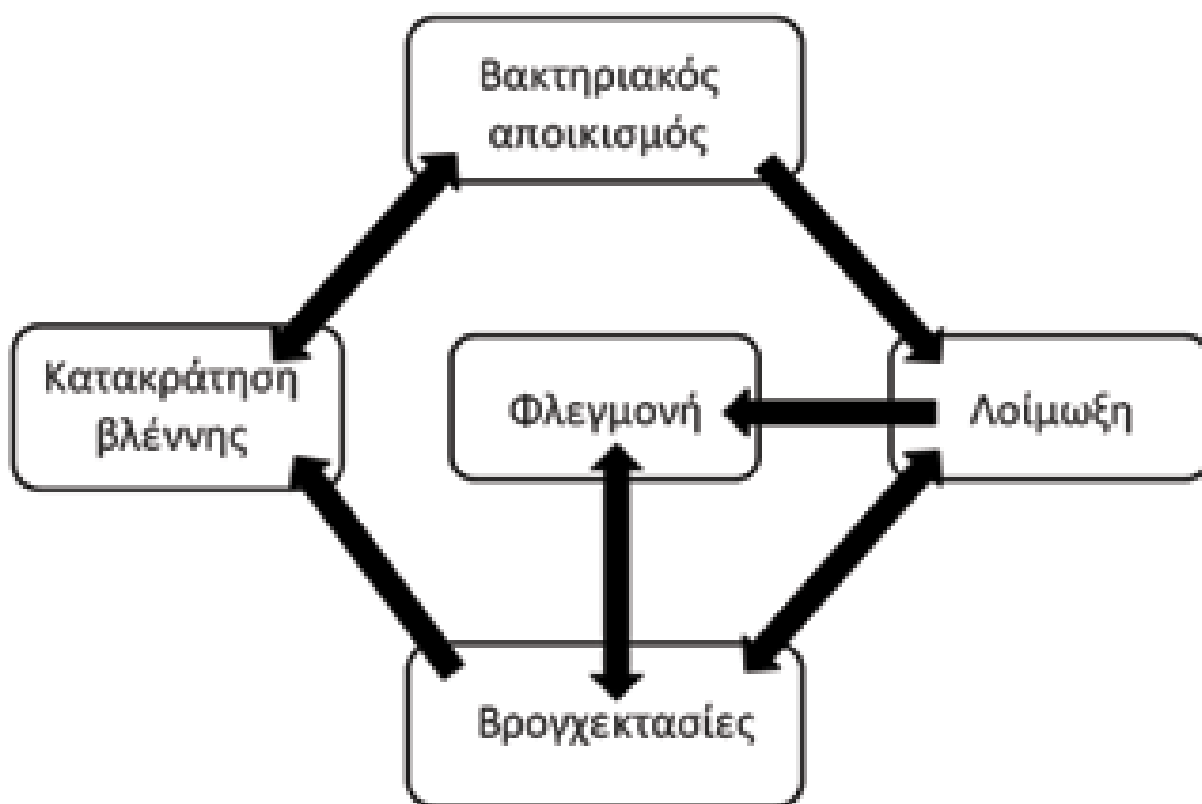 Βακτηριακός
αποικισμός
Κατακράτηση
βλέννης
Φλεγμονή
Λοίμωξη
Βρογχεκτασίες